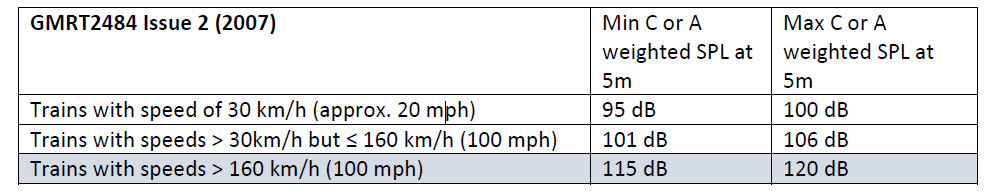 GMRT2484 Issue 2 (2007) Min C or A Max C or A
weighted SPL at weighted SPL at
5m 5m
Trains with speed of 30 km/h (approx. 20 mph) 95 dB 100 dB
Trains with speeds > 30km/h but ≤ 160 km/h (100 mph) 101 dB 106 dB
Trains with speeds > 160 km/h (100 mph) 115 dB 120 dB